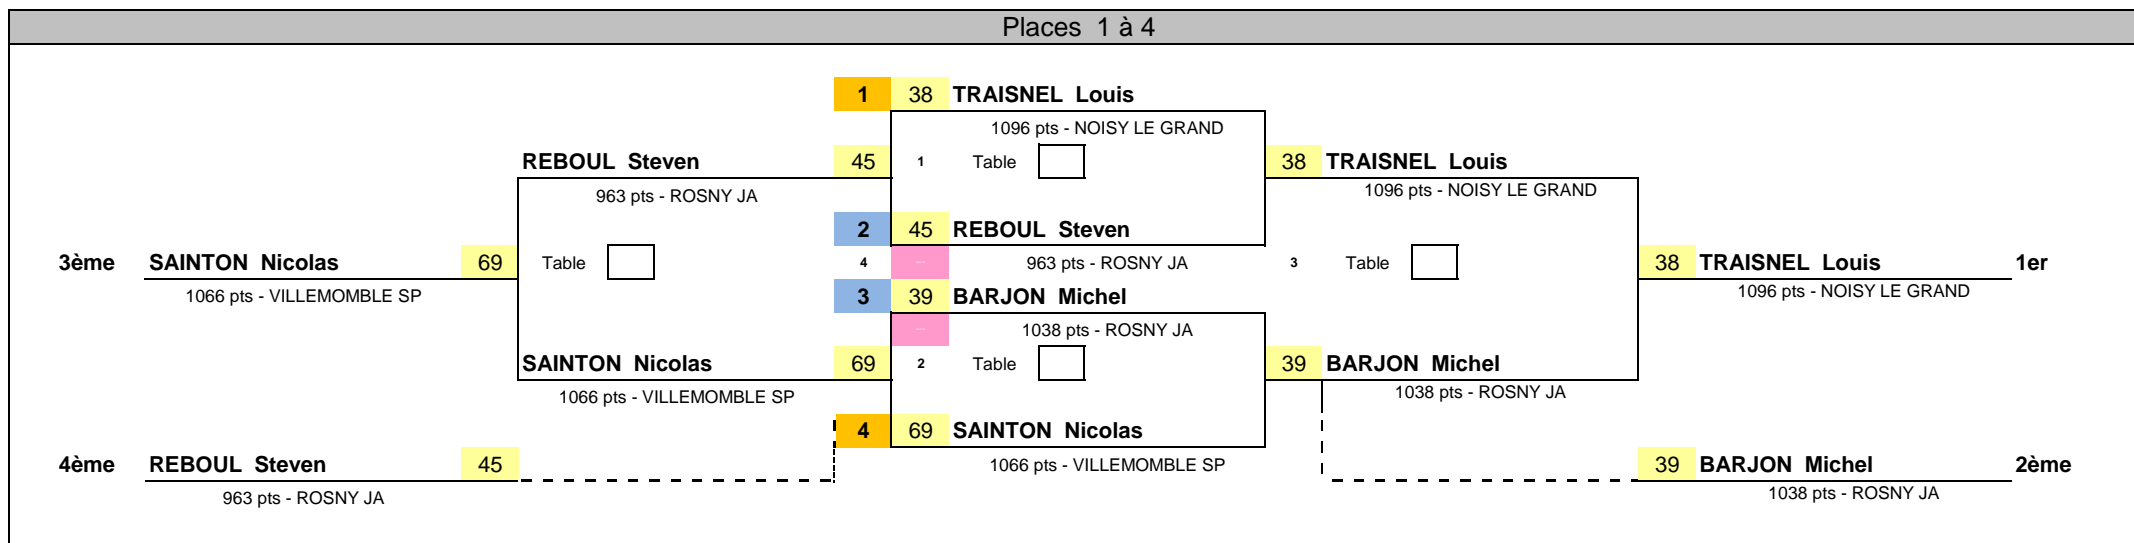 Places 1 à 4
1 38 TRAISNEL Louis
1096 pts - NOISY LE GRAND
REBOUL Steven 45 1 Table 38 TRAISNEL Louis
963 pts - ROSNY JA 1096 pts - NOISY LE GRAND
2 45 REBOUL Steven
3ème SAINTON Nicolas 69 Table 4 963 pts - ROSNY JA 3 Table 38 TRAISNEL Louis 1er
1066 pts - VILLEMOMBLE SP 3 39 BARJON Michel 1096 pts - NOISY LE GRAND
1038 pts - ROSNY JA
SAINTON Nicolas 69 2 Table 39 BARJON Michel
1066 pts - VILLEMOMBLE SP 1038 pts - ROSNY JA
4 69 SAINTON Nicolas
4ème REBOUL Steven 45 1066 pts - VILLEMOMBLE SP 39 BARJON Michel 2ème
963 pts - ROSNY JA 1038 pts - ROSNY JA